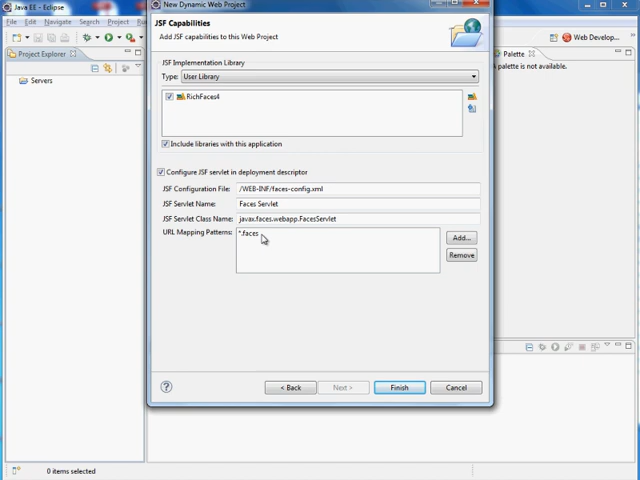 Java EE - Eclipse
File Edit Navigate Search Project Run
Web Develop...
Project Explorer
Servers
New Dynamic Web Project
JSF Capabilities
Add JSF capabilities to this Web Project
JSF Implementation Library
Type: User Library
RichFaces4
Include libraries with this application
Configure JSF servlet in deployment descriptor
JSF Configuration File: /WEB-INF/faces-config.xml
JSF Servlet Name: Faces Servlet
JSF Servlet Class Name: javax.faces.webapp.FacesServlet
URL Mapping Patterns: *.faces
Add...
Remove
< Back Next > Finish Cancel
Palette
A palette is not available.
0 items selected